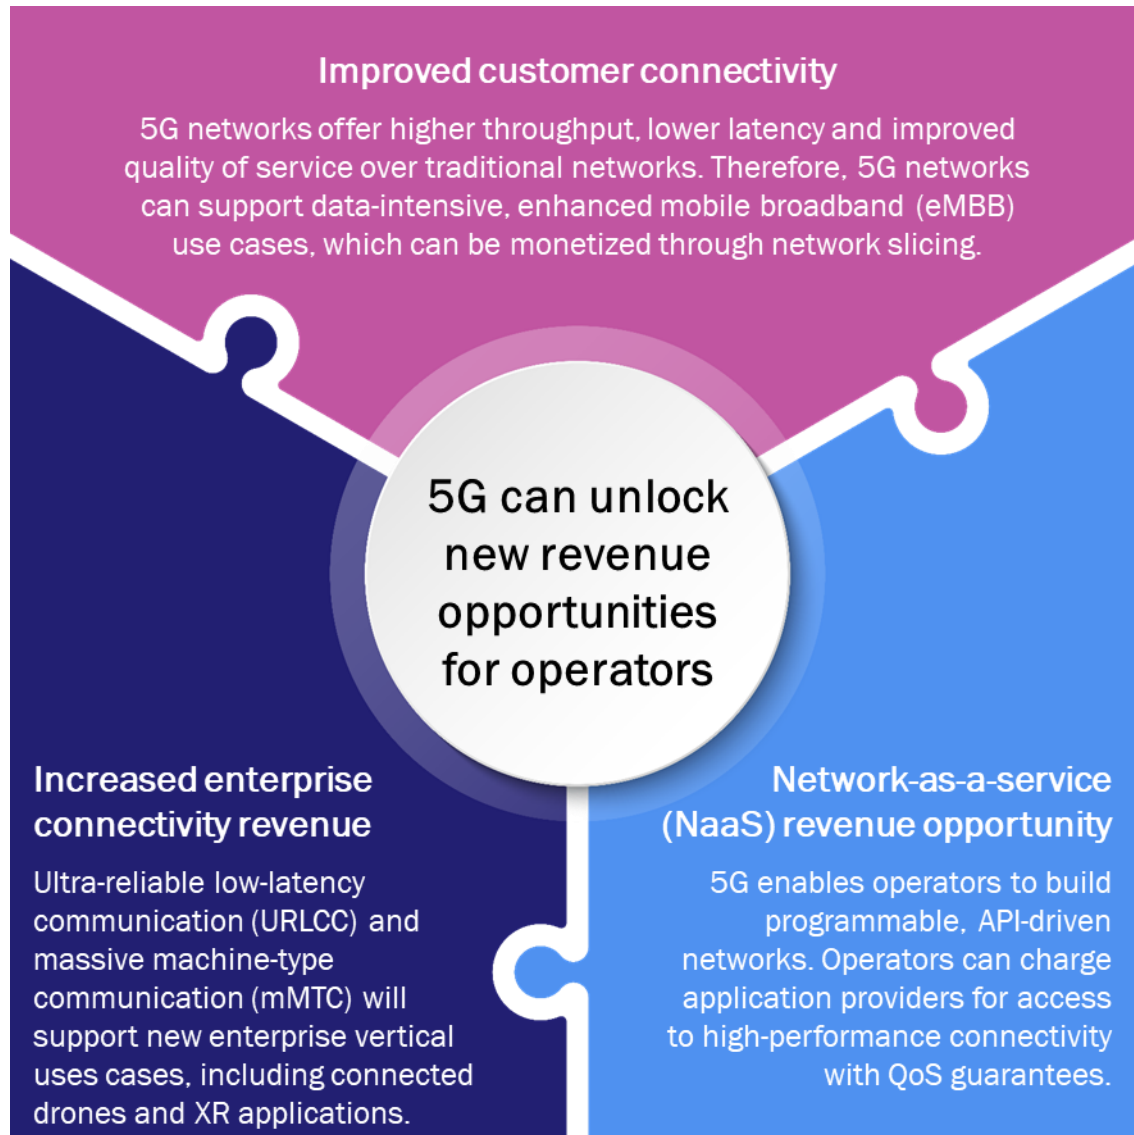 Improved customer connectivity
5G networks offer higher throughput, lower latency and improved
quality of service over traditional networks. Therefore, 5G networks
can support data-intensive, enhanced mobile broadband (eMBB)
use cases, which can be monetized through network slicing.
5G can unlock
new revenue
opportunities
for operators
Increased enterprise
connectivity revenue
Ultra-reliable low-latency
communication (URLCC) and
massive machine-type
communication (mMTC) will
support new enterprise vertical
uses cases, including connected
drones and XR applications.
Network-as-a-service
(NaaS) revenue opportunity
5G enables operators to build
programmable, API-driven
networks. Operators can charge
application providers for access
to high-performance connectivity
with QoS guarantees.